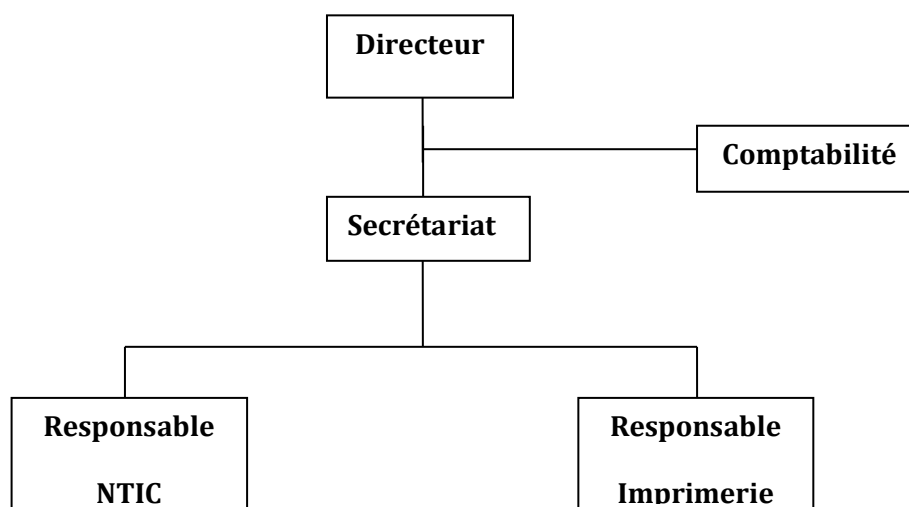 Directeur
Comptabilité
Secrétariat
Responsable
NTIC
Responsable
Imprimerie